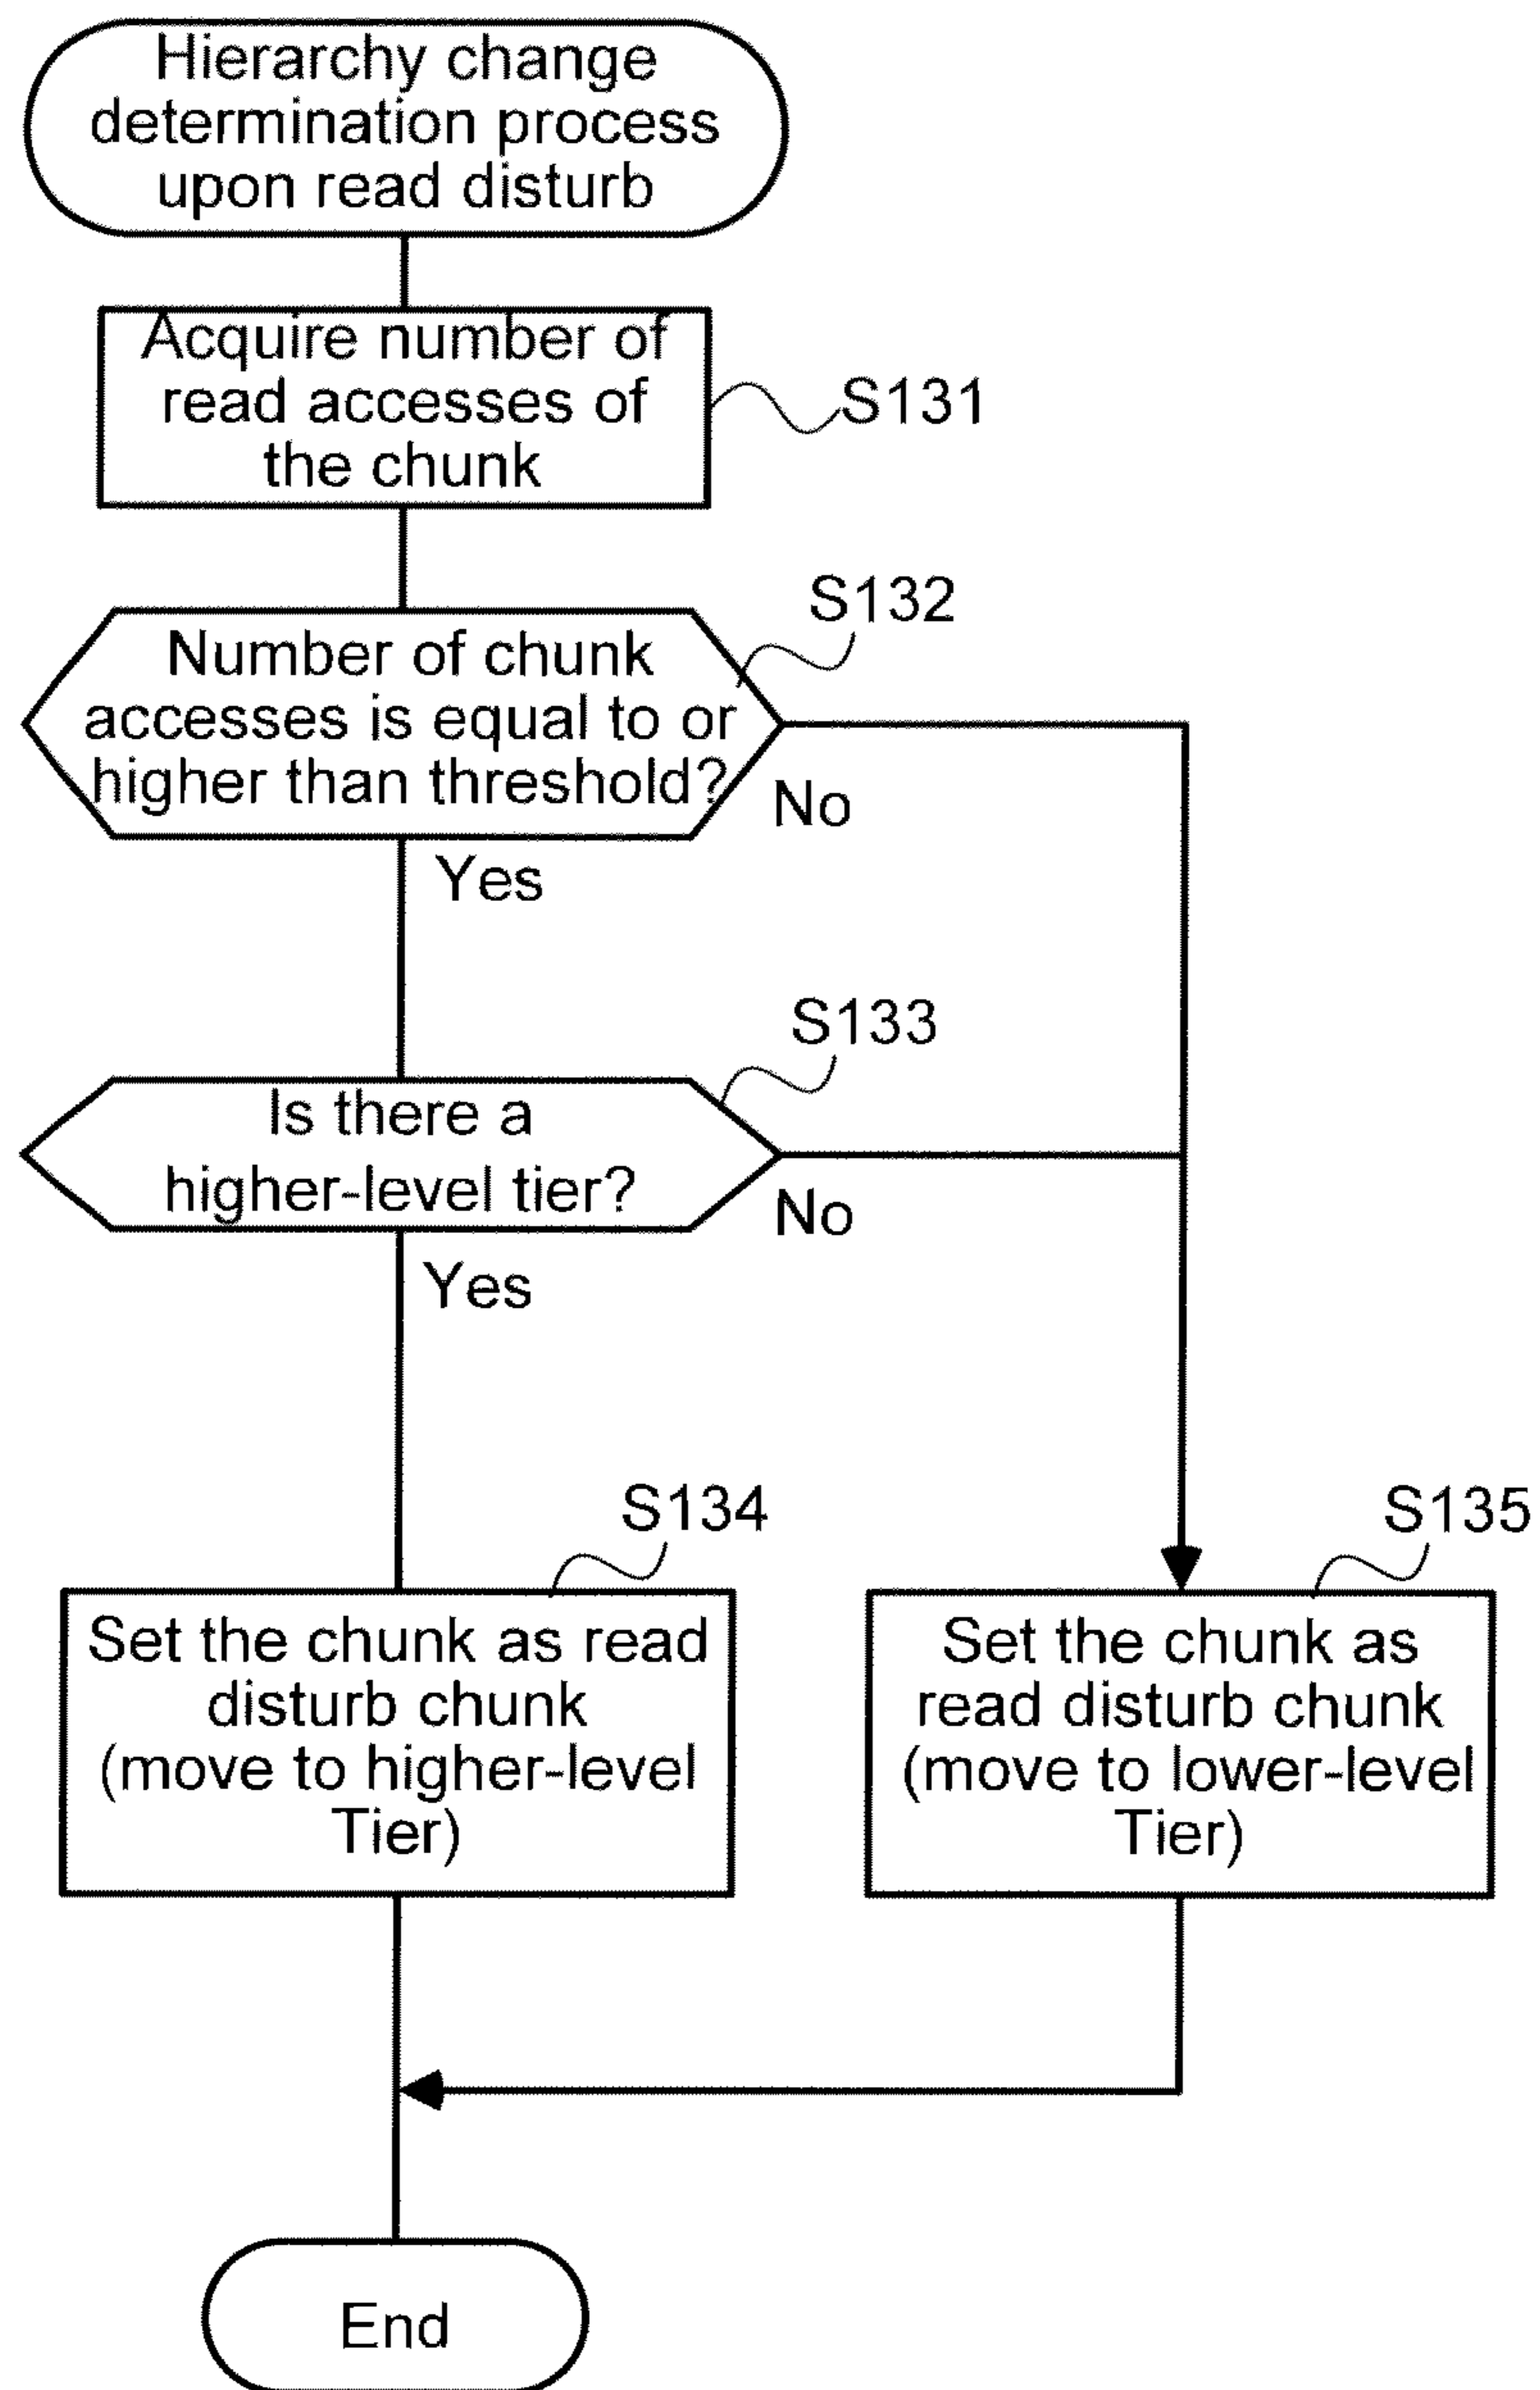 Hierarchy change
determination process
upon read disturb
Acquire number of
read accesses of
the chunk
S131
S132
Number of chunk
accesses is equal to or
higher than threshold?
No
Yes
S133
Is there a
higher-level tier?
No
Yes
S134
S135
Set the chunk as read
disturb chunk
(move to higher-level
Tier)
Set the chunk as
read disturb chunk
(move to lower-level
Tier)
End